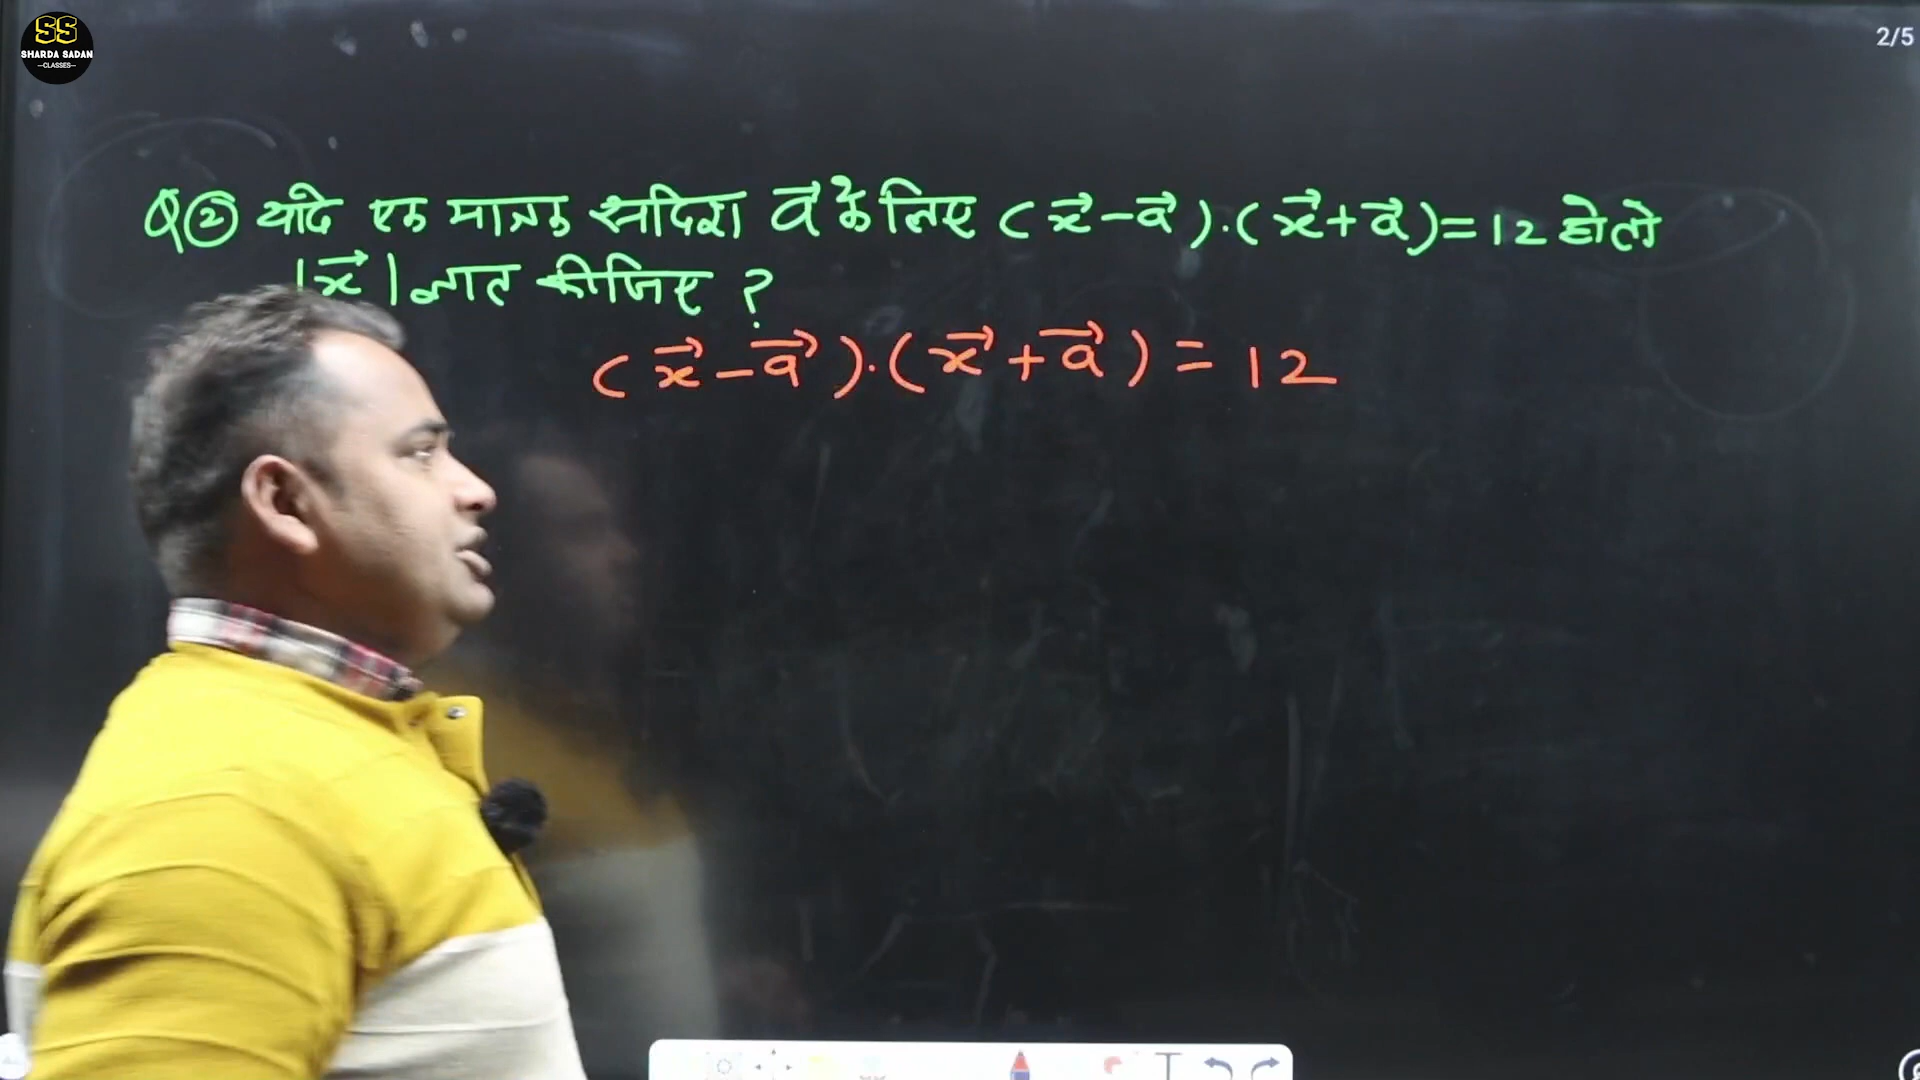 SS
SHARDA SADAN
—CLASSES—
2/5
Q② यदि एक मात्रक सदिश a⃗ के लिए (x⃗-a⃗).(x⃗+a⃗)=12 हो तो
|x⃗| ज्ञात कीजिए ?
(x⃗-a⃗).(x⃗+a⃗)=12
T